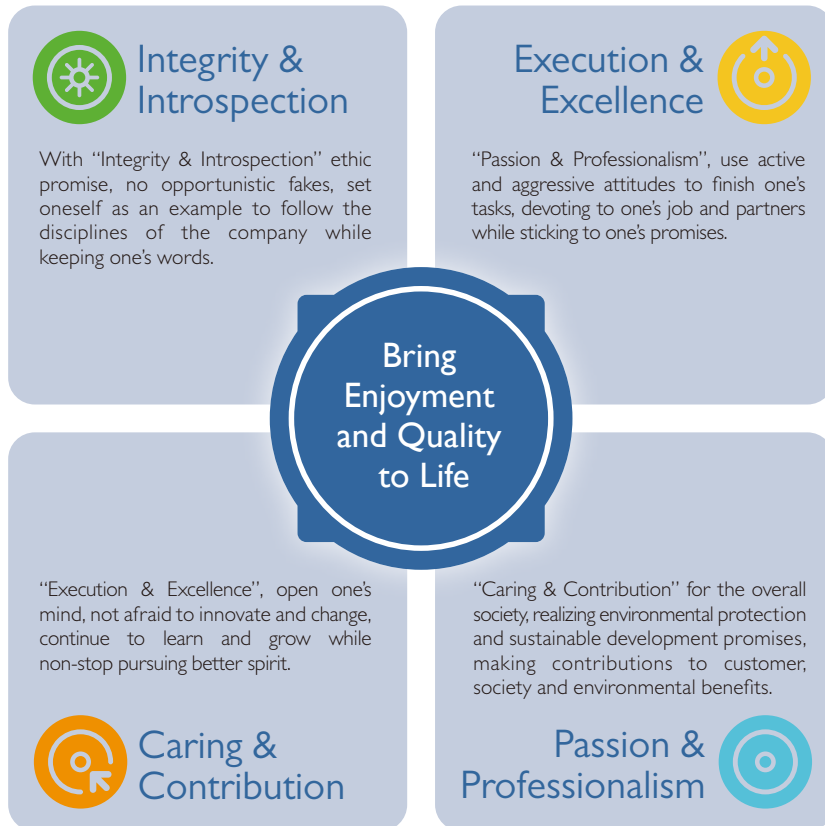 Integrity &
Introspection
With “Integrity & Introspection” ethic
promise, no opportunistic fakes, set
oneself as an example to follow the
disciplines of the company while
keeping one’s words.
Execution &
Excellence
“Passion & Professionalism”, use active
and aggressive attitudes to finish one’s
tasks, devoting to one’s job and partners
while sticking to one’s promises.
Bring
Enjoyment
and Quality
to Life
“Execution & Excellence”, open one’s
mind, not afraid to innovate and change,
continue to learn and grow while
non-stop pursuing better spirit.
Caring &
Contribution
“Caring & Contribution” for the overall
society, realizing environmental protection
and sustainable development promises,
making contributions to customer,
society and environmental benefits.
Passion &
Professionalism